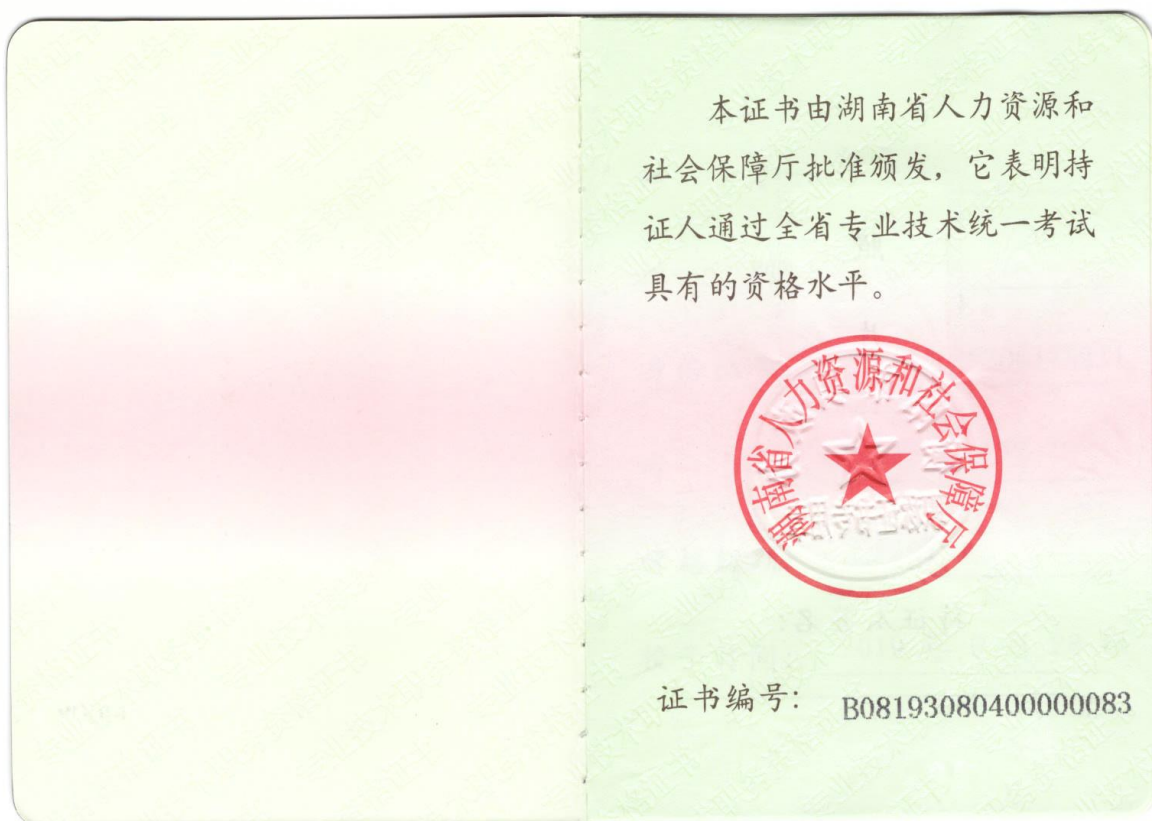 本证书由湖南省人力资源和
社会保障厅批准颁发，它表明持
证人通过全省专业技术统一考试
具有的资格水平。
湖南省人力资源和社会保障厅
证书编号：
B08193080400000083